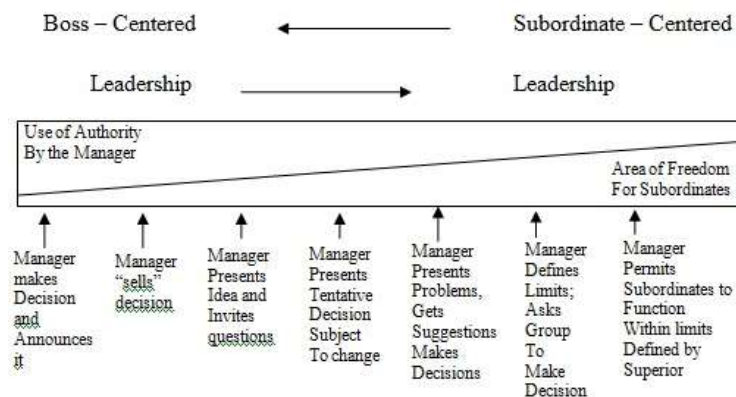 Boss – Centered
Subordinate – Centered
Leadership
Leadership
Use of Authority
By the Manager
Area of Freedom
For Subordinates
Manager
makes
Decision
and
Announces
it
Manager
“sells”
decision
Manager
Presents
Idea and
Invites
questions
Manager
Presents
Tentative
Decision
Subject
To change
Manager
Presents
Problems,
Gets
Suggestions
Makes
Decisions
Manager
Defines
Limits;
Asks
Group
To
Make
Decision
Manager
Permits
Subordinates to
Function
Within limits
Defined by
Superior